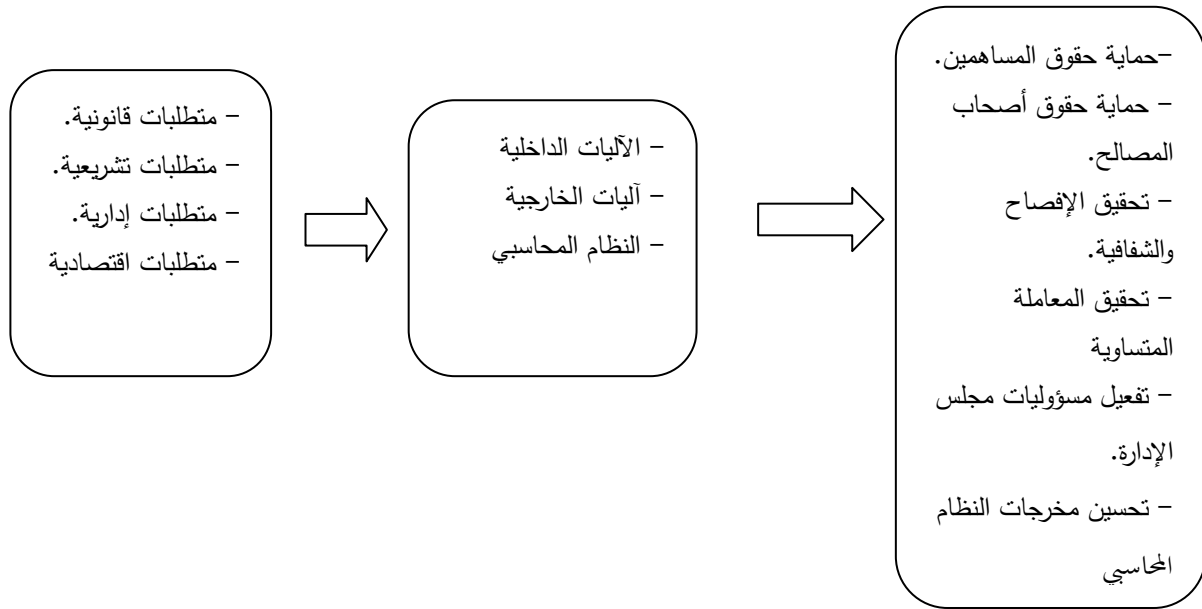 – متطلبات قانونية.
– متطلبات تشريعية.
– متطلبات إدارية.
– متطلبات اقتصادية
– الآليات الداخلية
– آليات الخارجية
– النظام المحاسبي
–حماية حقوق المساهمين.
– حماية حقوق أصحاب
المصالح.
– تحقيق الإفصاح
والشفافية.
– تحقيق المعاملة
المتساوية
– تفعيل مسؤوليات مجلس
الإدارة.
– تحسين مخرجات النظام
المحاسبي